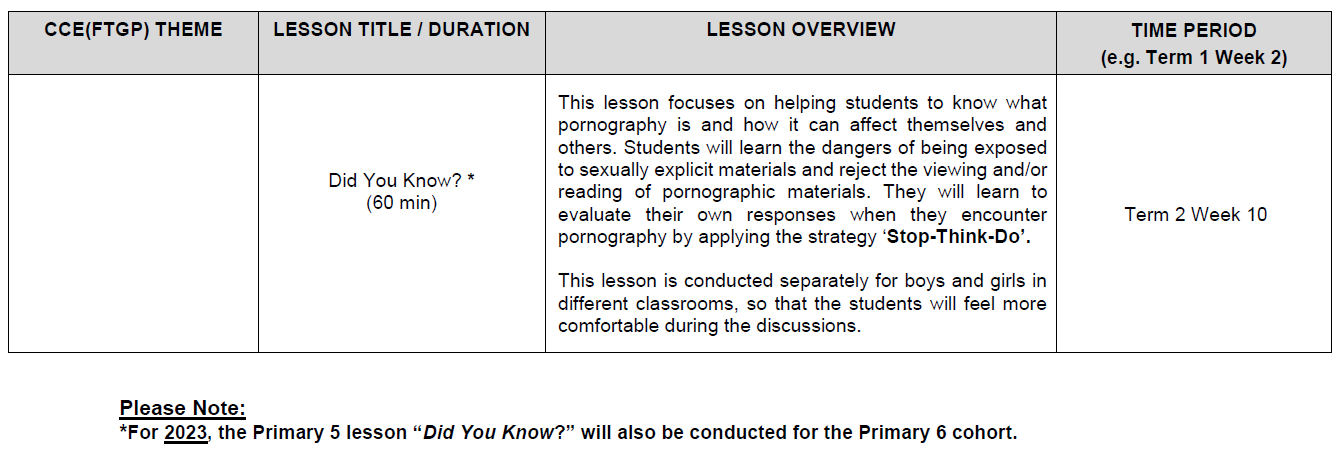 CCE(FTGP) THEME
LESSON TITLE / DURATION
LESSON OVERVIEW
TIME PERIOD
(e.g. Term 1 Week 2)
Did You Know? *
(60 min)
This lesson focuses on helping students to know what
pornography is and how it can affect themselves and
others. Students will learn the dangers of being exposed
to sexually explicit materials and reject the viewing and/or
reading of pornographic materials. They will learn to
evaluate their own responses when they encounter
pornography by applying the strategy ‘Stop-Think-Do’.
This lesson is conducted separately for boys and girls in
different classrooms, so that the students will feel more
comfortable during the discussions.
Term 2 Week 10
Please Note:
*For 2023, the Primary 5 lesson “Did You Know?” will also be conducted for the Primary 6 cohort.